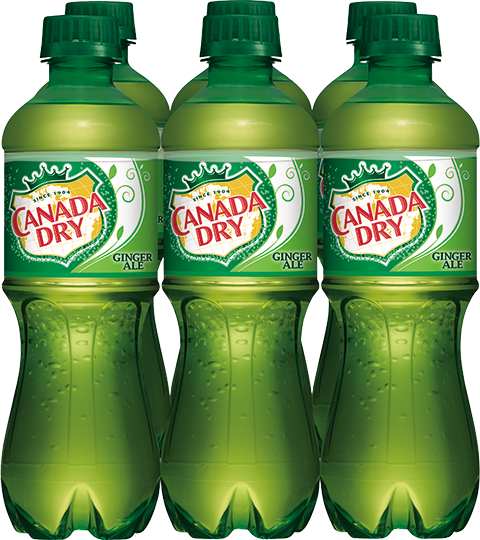 SINCE 1904
CANADA
DRY
GINGER
ALE
SINCE 1904
CANADA
DRY
GINGER
ALE
SINCE 1904
CANADA
DRY
GINGER
ALE